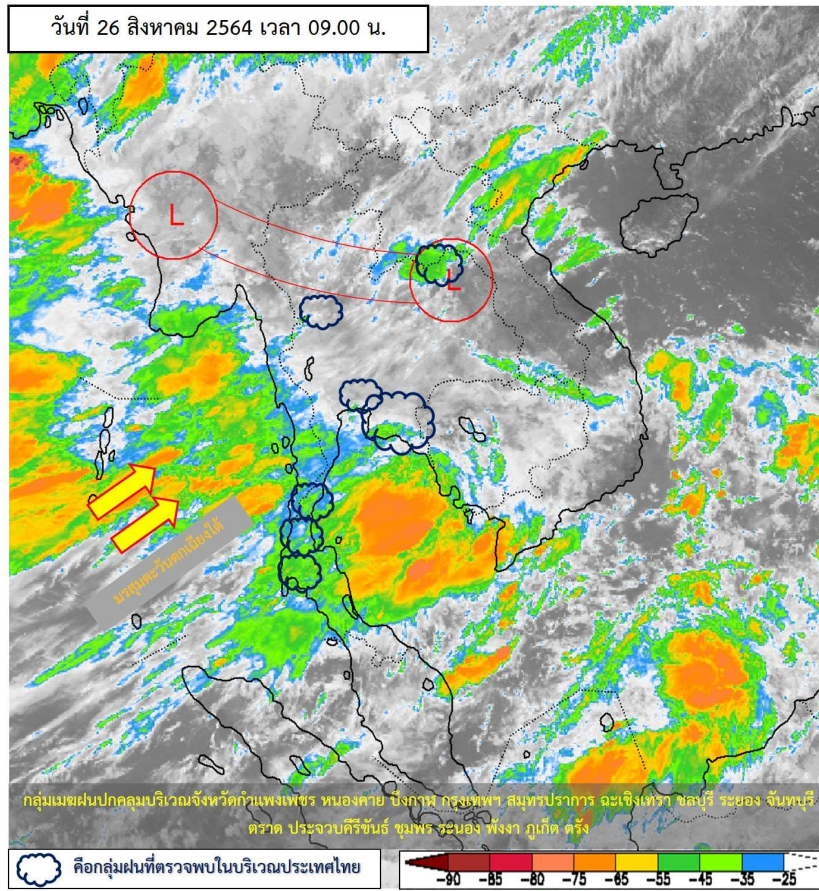 วันที่ 26 สิงหาคม 2564 เวลา 09.00 น.
L
L
มรสุมตะวันตกเฉียงใต้
กลุ่มเมฆฝนปกคลุมบริเวณจังหวัดกำแพงเพชร หนองคาย บึงกาฬ กรุงเทพฯ สมุทรปราการ ฉะเชิงเทรา ชลบุรี ระยอง จันทบุรี
ตราด ประจวบคีรีขันธ์ ชุมพร ระนอง พังงา ภูเก็ต ตรัง
คือกลุ่มฝนที่ตรวจพบในบริเวณประเทศไทย
-90 -85 -80 -75 -65 -55 -45 -35 -25